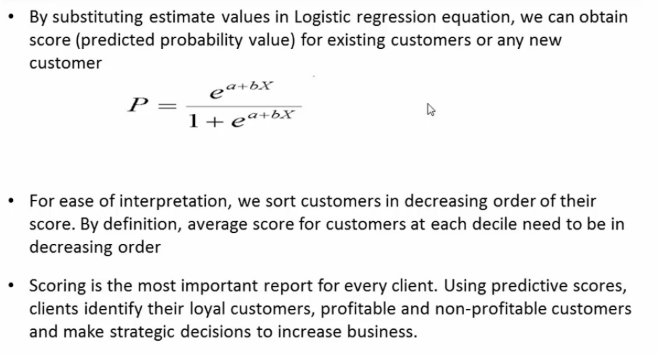 • By substituting estimate values in Logistic regression equation, we can obtain
score (predicted probability value) for existing customers or any new
customer
P = e^{a+bX} / (1 + e^{a+bX})
• For ease of interpretation, we sort customers in decreasing order of their
score. By definition, average score for customers at each decile need to be in
decreasing order
• Scoring is the most important report for every client. Using predictive scores,
clients identify their loyal customers, profitable and non-profitable customers
and make strategic decisions to increase business.